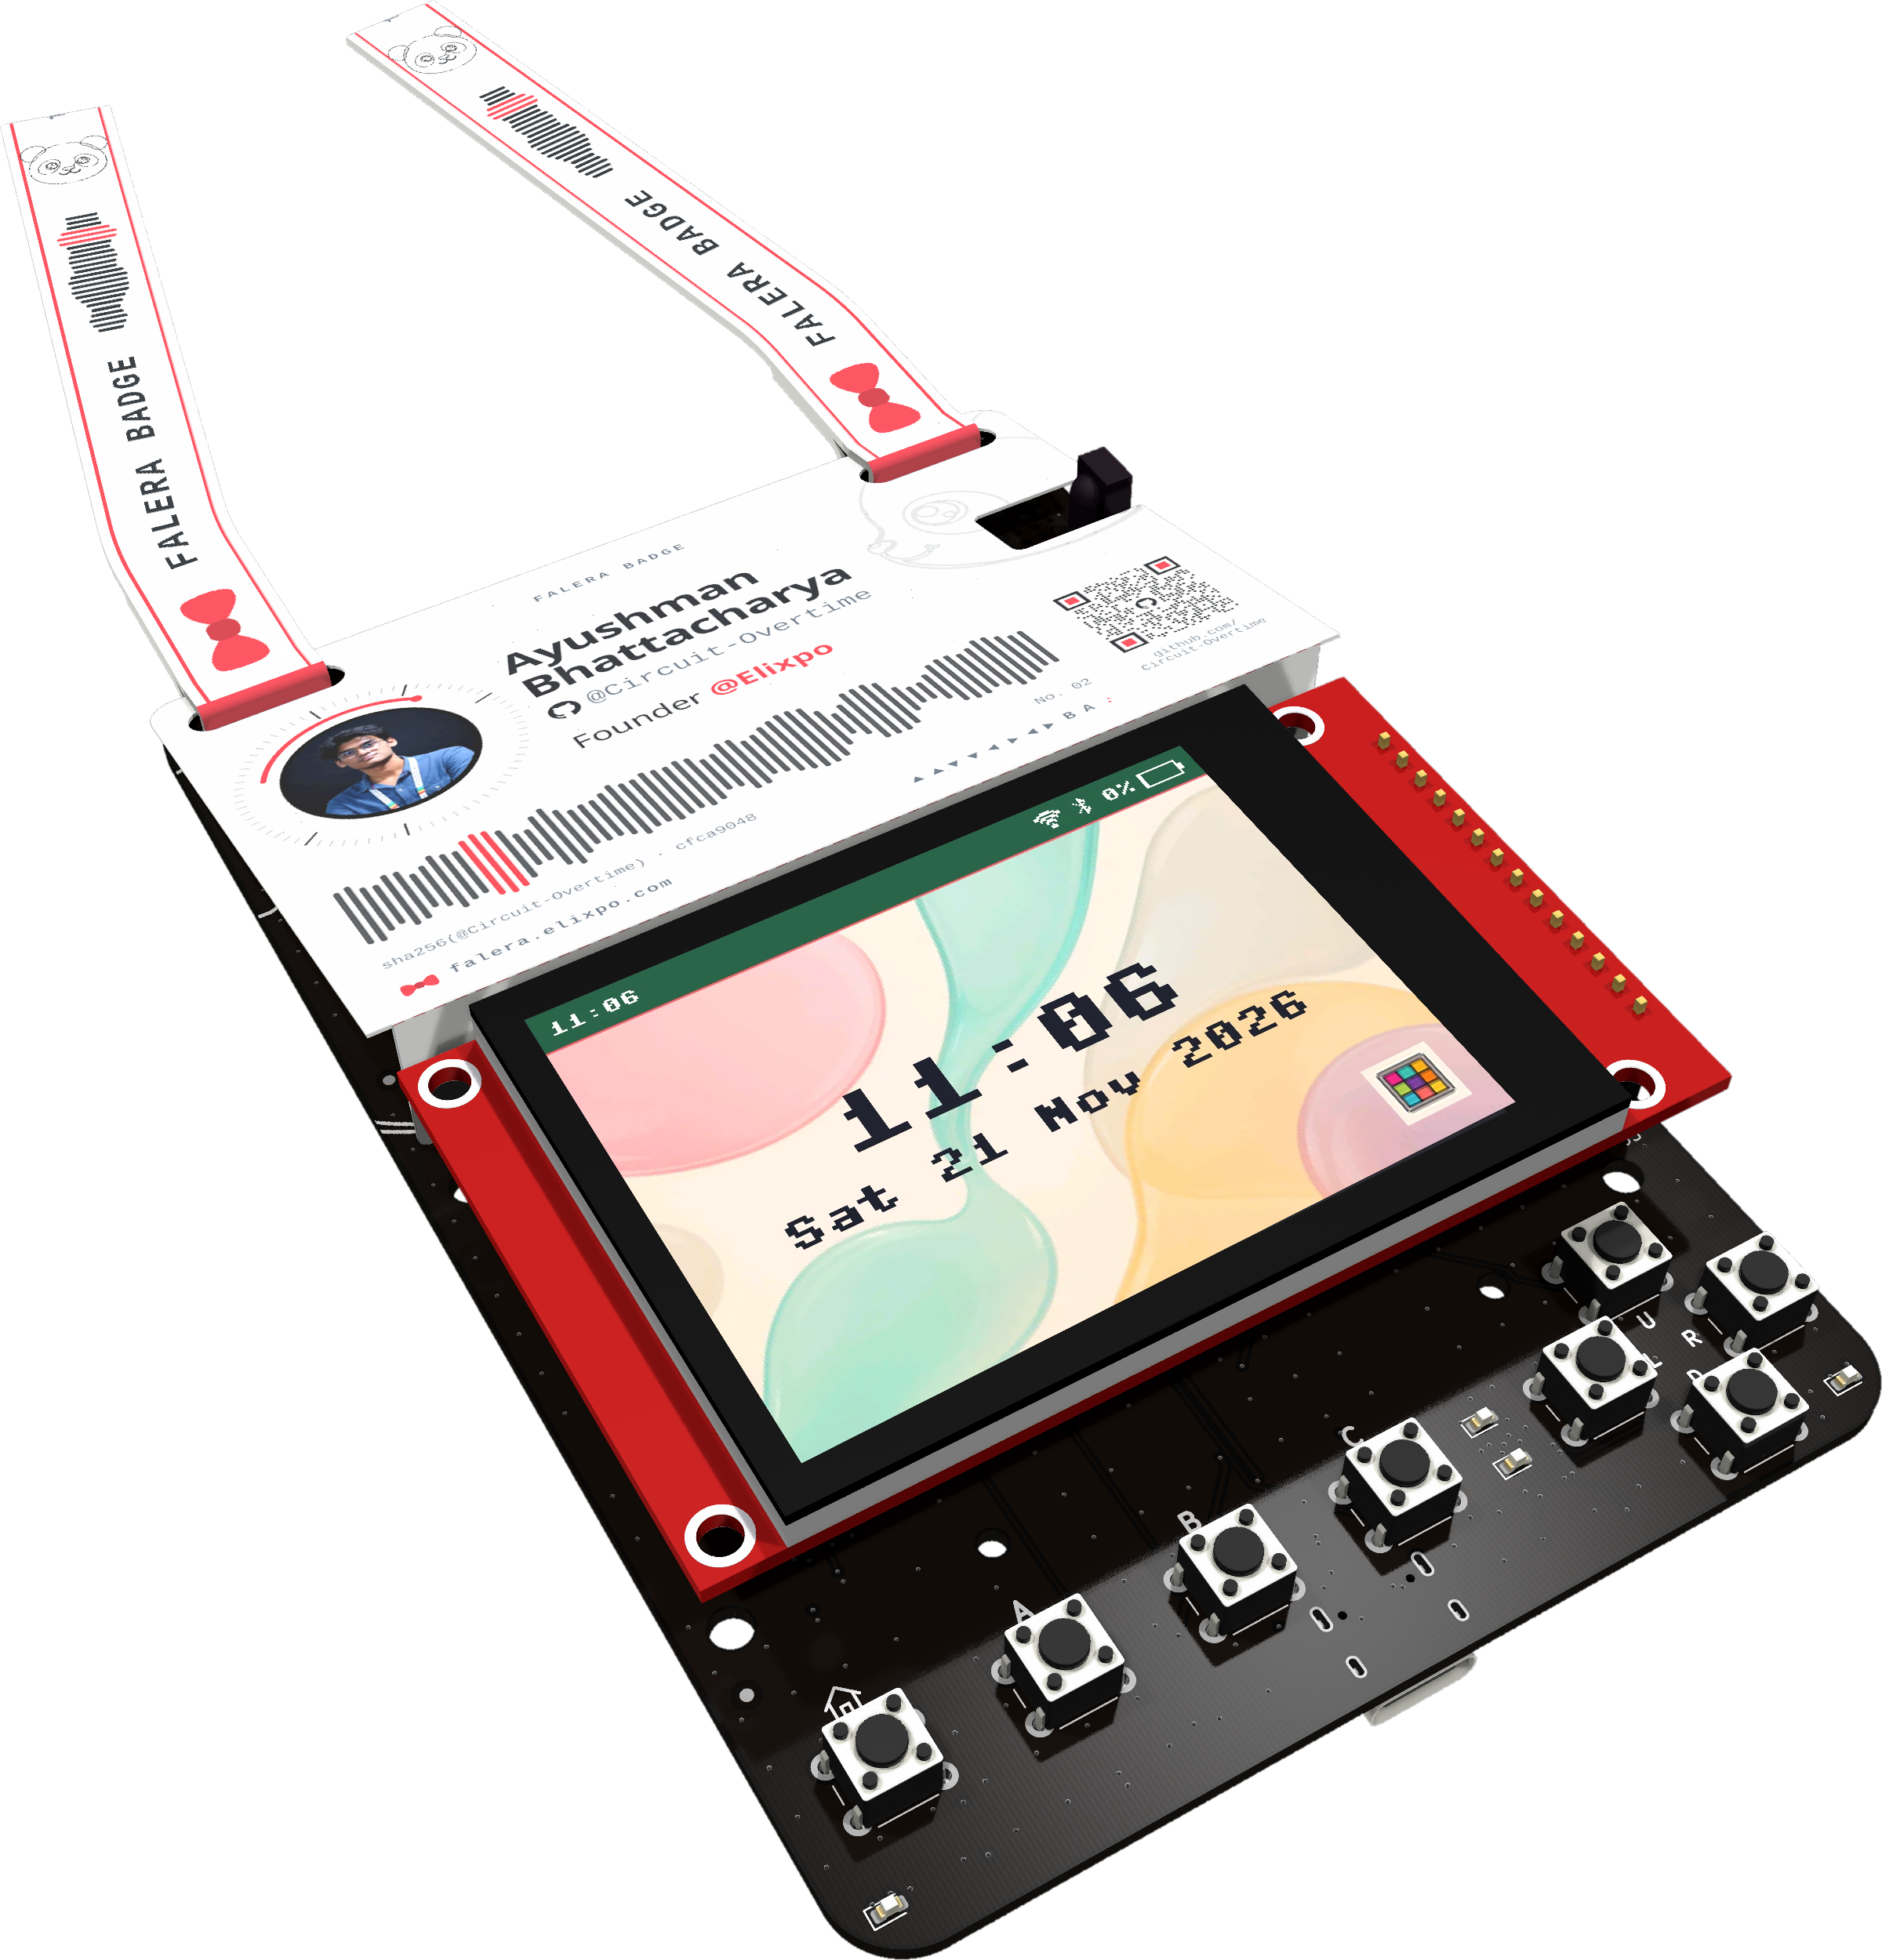 FALERA BADGE
FALERA BADGE
FALERA BADGE
Ayushman
Bhattacharya
@Circuit-Overtime
Founder @Elixpo
github.com/
Circuit-Overtime
No. 02
▲ ▲ ▼ ▼ ◀ ▶ ◀ ▶ B A :
sha256(@Circuit-Overtime) · cfca9048
falera.elixpo.com
11:06
0%
11:06
Sat 21 Nov 2026
U
R
C
B
A